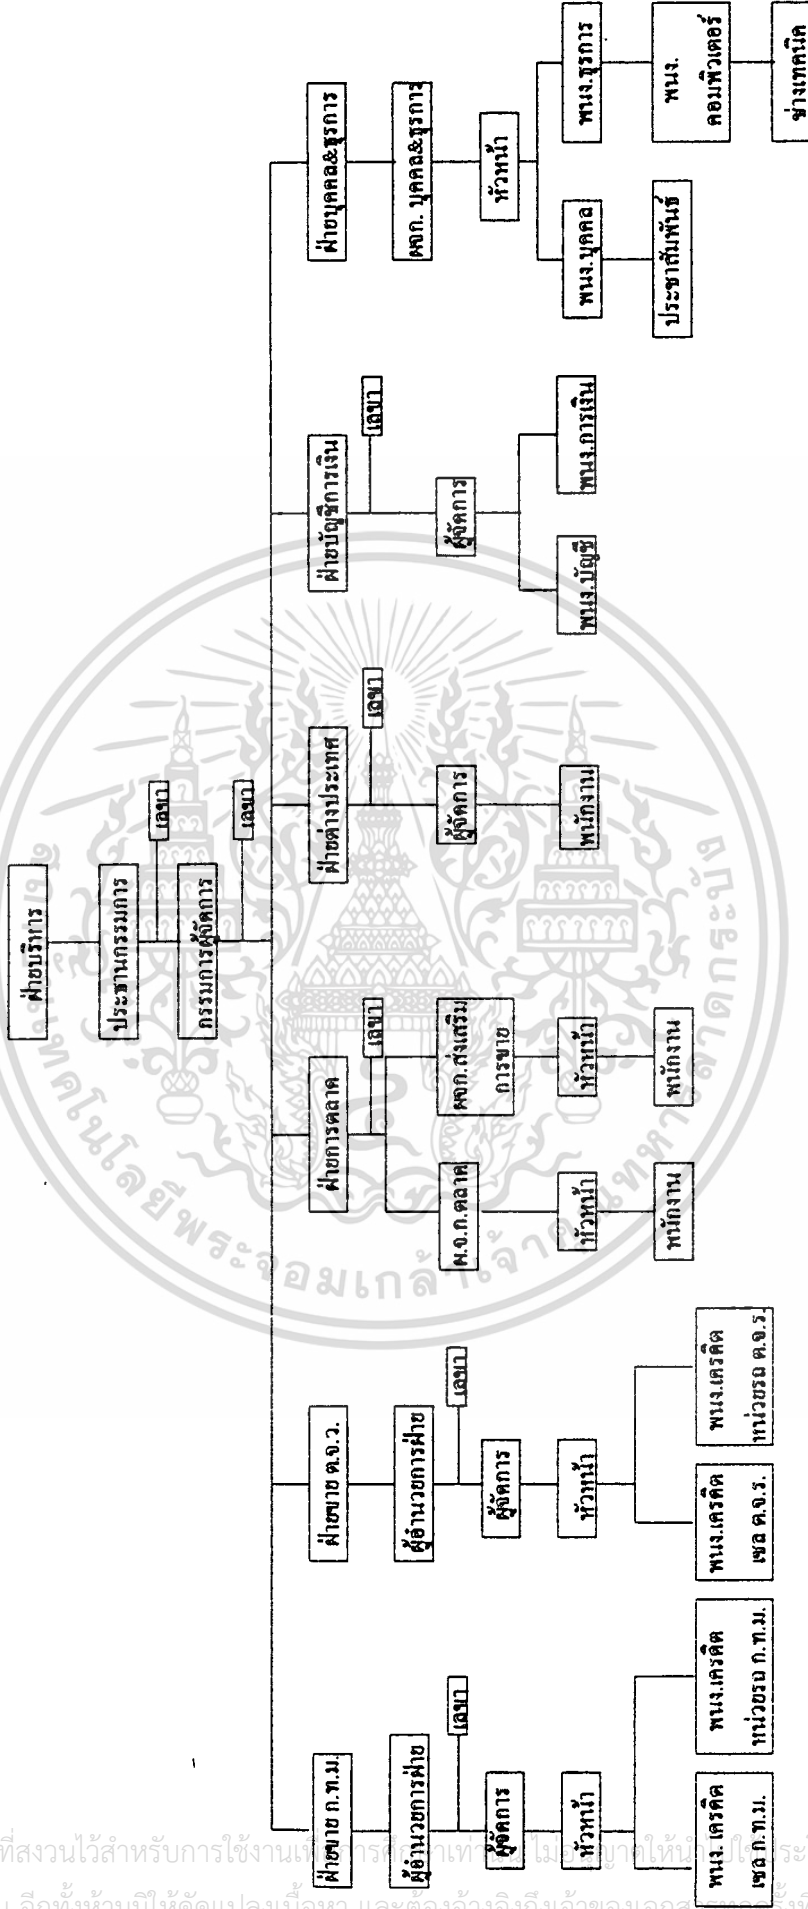 ฝ่ายบริาการ
ประธานกรรมการ
เลขา
กรรมการผู้จัดการ
เลขา
ฝ่ายขาย ก.ท.ม.
ผู้อำนวยการฝ่าย
เลขา
ผู้จัดการ
หัวหน้า
พนง. เครดิต
เซล ก.ท.ม.
พนง.เครดิต
หน่วยรถ ก.ท.ม.
ฝ่ายขาย ต.จ.ว.
ผู้อำนวยการฝ่าย
เลขา
ผู้จัดการ
หัวหน้า
พนง.เครดิต
เซล ต.จ.ร.
พนง.เครดิต
หน่วยรถ ต.จ.ร.
ฝ่ายการตลาด
เลขา
ผ.จ.ก.ตลาด
หัวหน้า
พนักงาน
ผจก.ส่งเสริม
การขาย
หัวหน้า
พนักงาน
ฝ่ายต่างประเทศ
เลขา
ผู้จัดการ
พนักงาน
ฝ่ายบัญชีการเงิน
เลขา
ผู้จัดการ
พนง.บัญชี
พนง.การเงิน
ฝ่ายบุคคล&ธุรการ
ผจก. บุคคล&ธุรการ
หัวหน้า
พนง.บุคคล
ประชาสัมพันธ์
พนง.ธุรการ
พนง.
คอมพิวเตอร์
ช่างเทคนิค